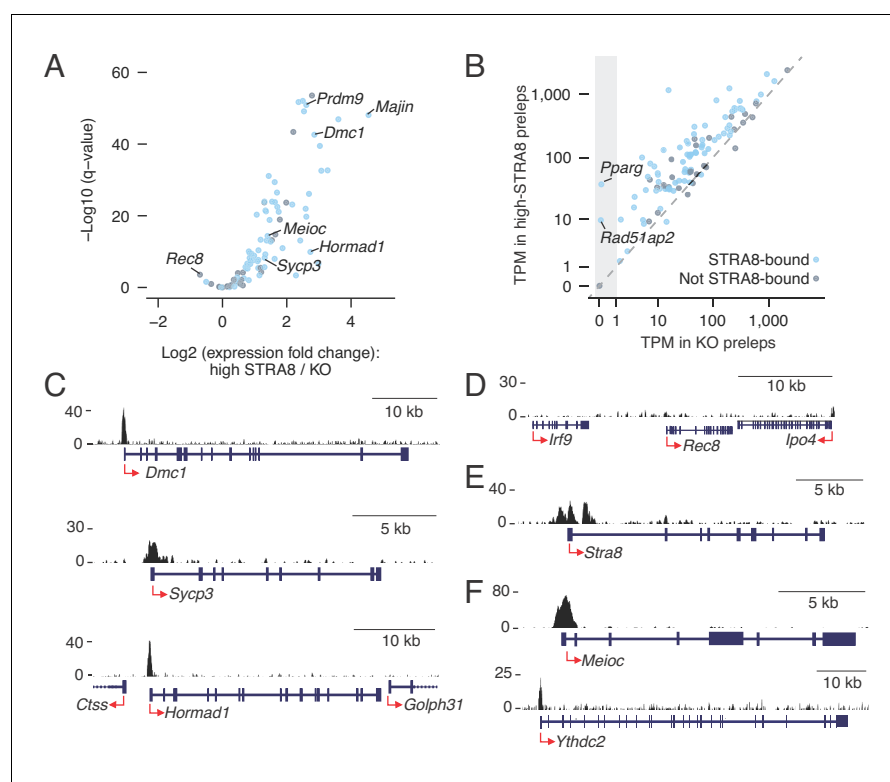 A
60
40
20
0
−Log10 (q-value)
Prdm9
Majin
Dmc1
Meioc
Rec8
Hormad1
Sycp3
−2 0 2 4
Log2 (expression fold change):
high STRA8 / KO
B
TPM in high-STRA8 preleps
1,000
100
10
1
0
Pparg
Rad51ap2
STRA8-bound
Not STRA8-bound
0 1 10 100 1,000
TPM in KO preleps
C
10 kb
40
0
Dmc1
5 kb
30
0
Sycp3
10 kb
40
0
Ctss
Hormad1
Golph31
D
10 kb
30
0
Irf9
Rec8
Ipo4
E
5 kb
40
0
Stra8
F
80
5 kb
0
Meioc
25
10 kb
0
Ythdc2